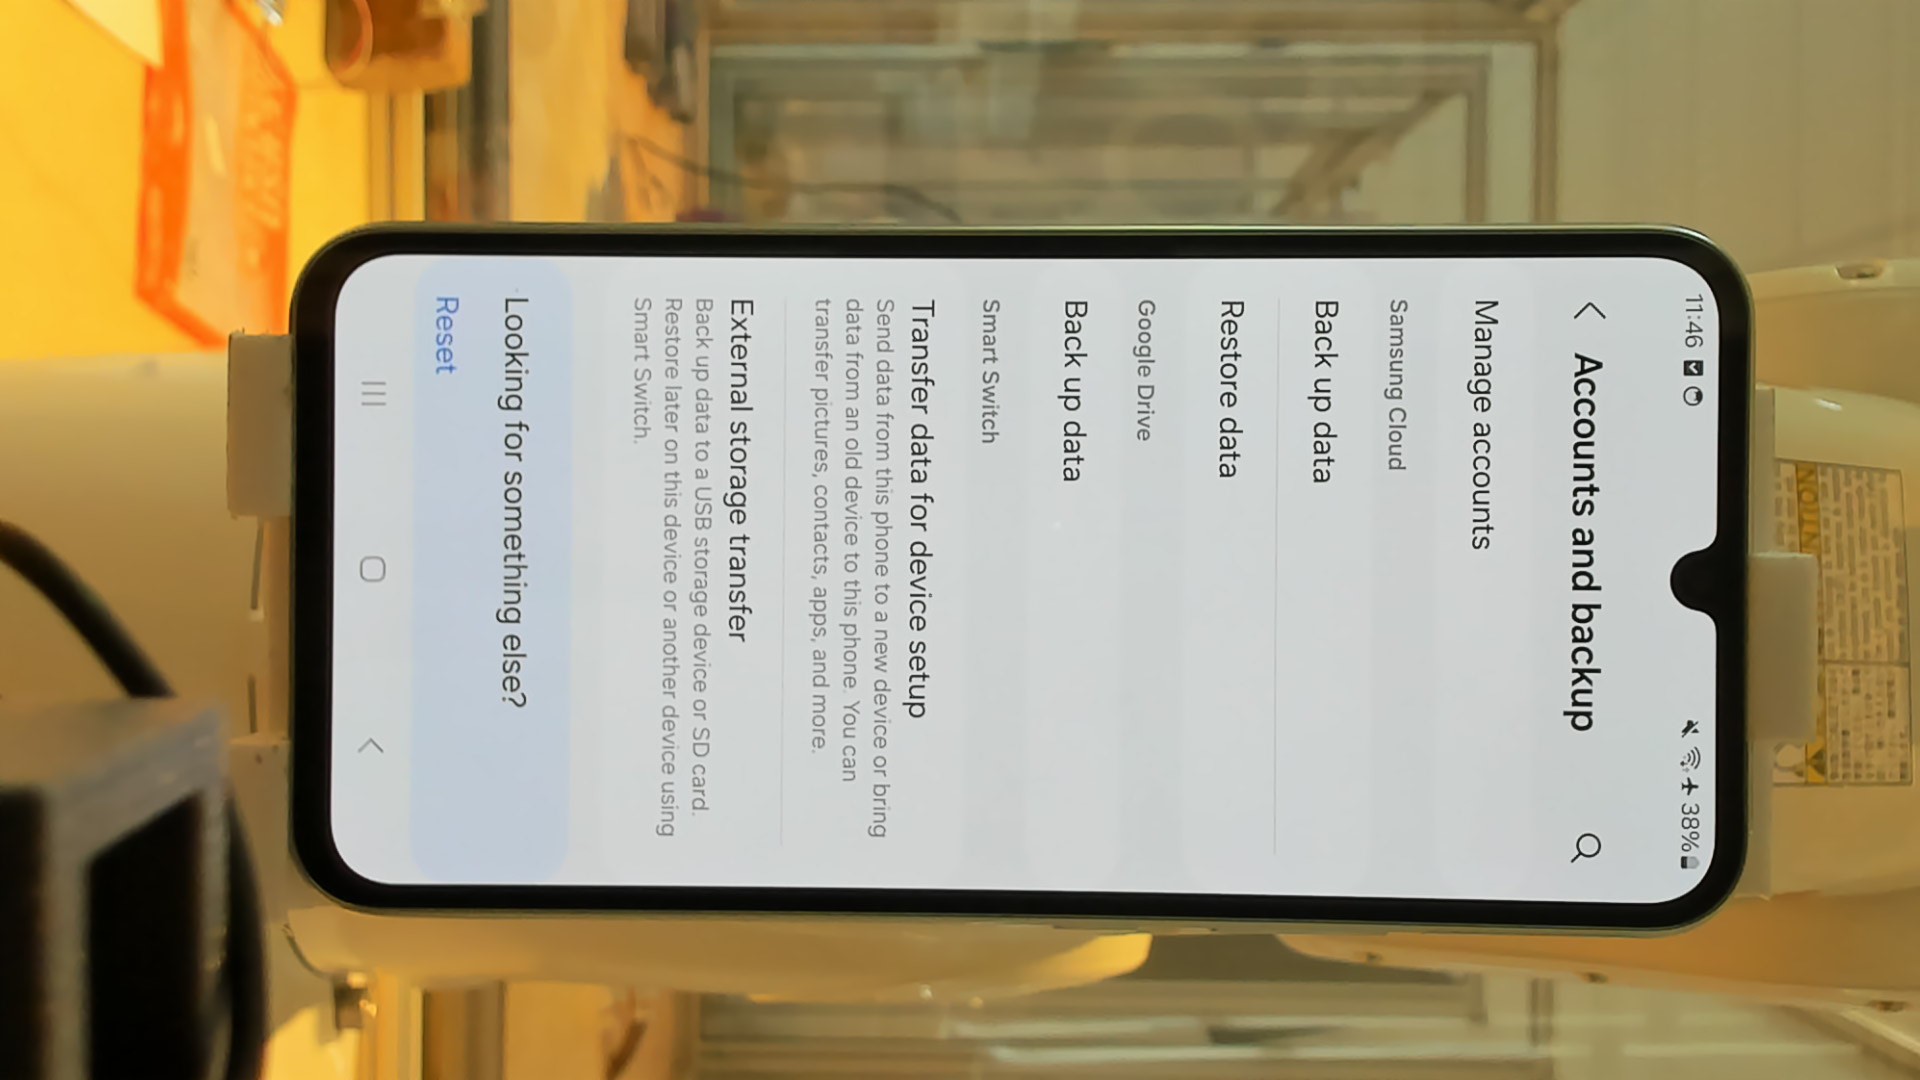 11:46
38%
Accounts and backup
Manage accounts
Samsung Cloud
Back up data
Restore data
Google Drive
Back up data
Smart Switch
Transfer data for device setup
Send data from this phone to a new device or bring
data from an old device to this phone. You can
transfer pictures, contacts, apps, and more.
External storage transfer
Back up data to a USB storage device or SD card.
Restore later on this device or another device using
Smart Switch.
Looking for something else?
Reset